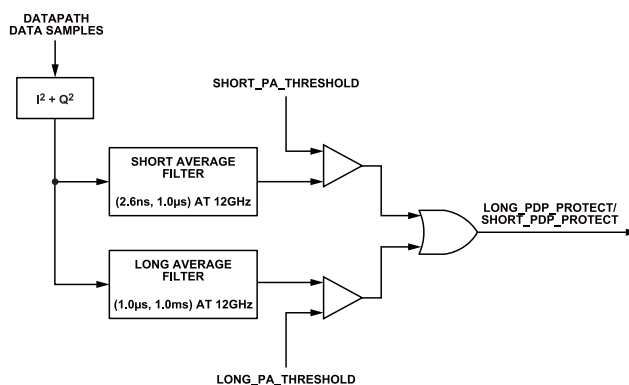 DATAPATH
DATA SAMPLES
I² + Q²
SHORT_PA_THRESHOLD
SHORT AVERAGE
FILTER
(2.6ns, 1.0µs) AT 12GHz
LONG_PDP_PROTECT/
SHORT_PDP_PROTECT
LONG AVERAGE
FILTER
(1.0µs, 1.0ms) AT 12GHz
LONG_PA_THRESHOLD